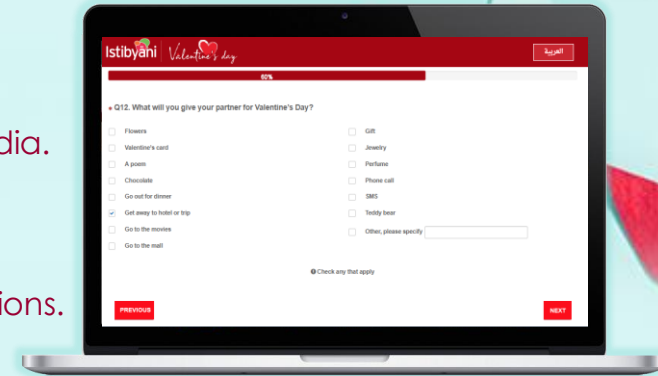 Istibyani Valentine's day العربية
60%
Q12. What will you give your partner for Valentine's Day?
Flowers
Valentine's card
A poem
Chocolate
Go out for dinner
Get away to hotel or trip
Go to the movies
Go to the mall
Gift
Jewelry
Perfume
Phone call
SMS
Teddy bear
Other, please specify
Check any that apply
PREVIOUS NEXT
dia.
ions.